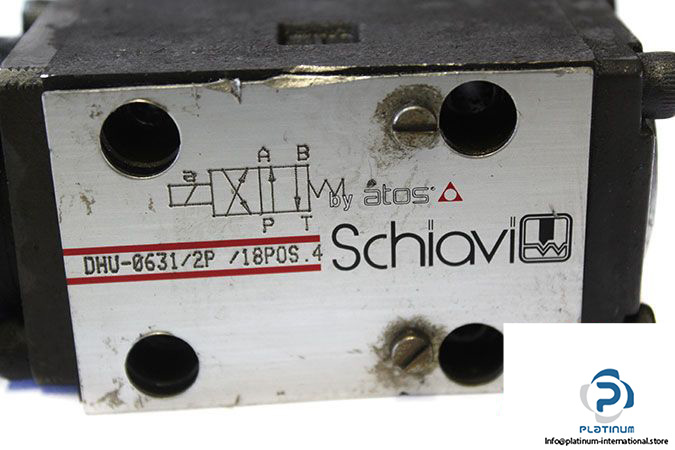 A B
a
P T
by atos
Schiavi
DHU-0631/2P /18POS.4
PLATINUM
Info@platinum-international.store